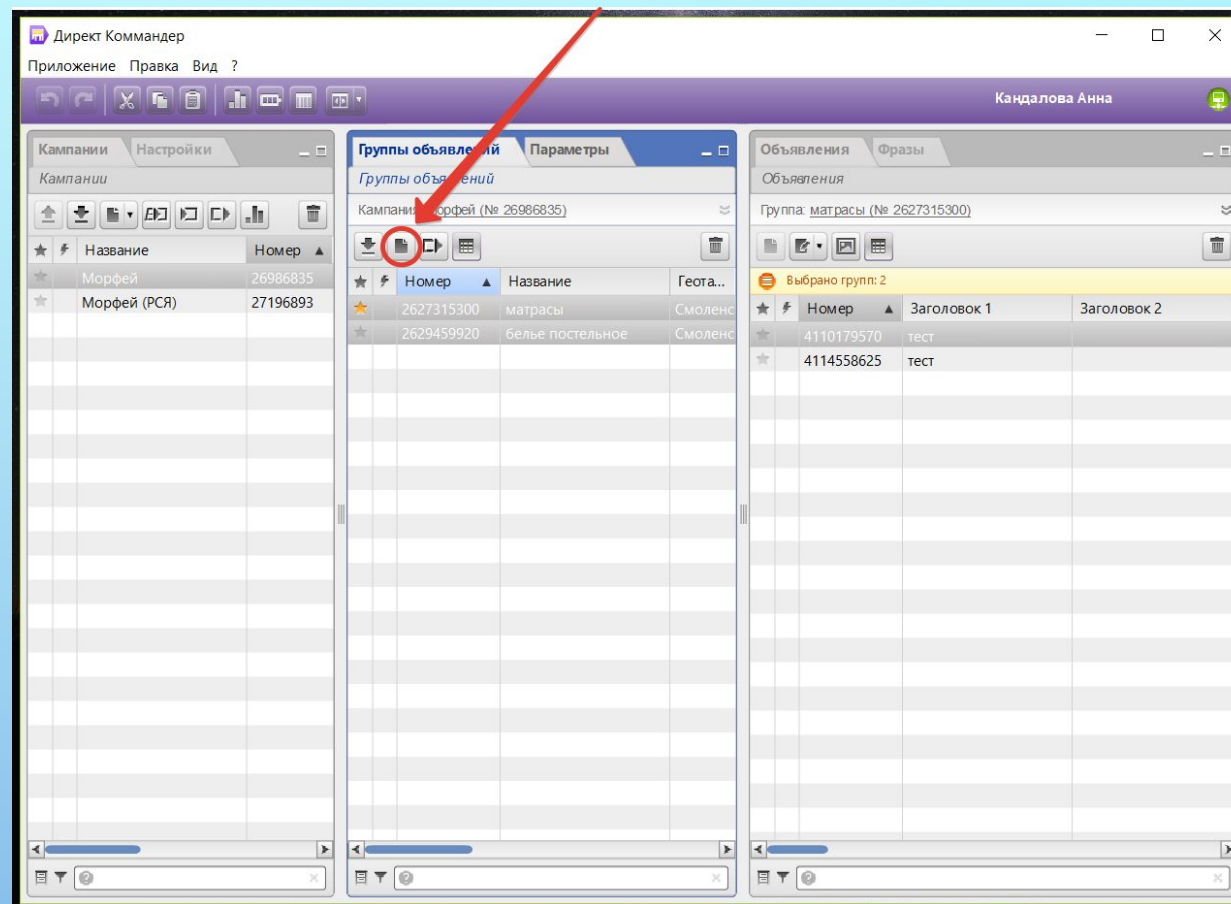 Директ Коммандер
Приложение Правка Вид ?
Кандалова Анна
Кампании Настройки
Кампании
Название Номер
Морфей 26986835
Морфей (РСЯ) 27196893
Группы объявлений Параметры
Группы объявлений
Кампания: Морфей (№ 26986835)
Номер Название Геота...
2627315300 матрасы Смоленс
2629459920 белье постельное Смоленс
Объявления Фразы
Объявления
Группа: матрасы (№ 2627315300)
Выбрано групп: 2
Номер Заголовок 1 Заголовок 2
4110179570 тест
4114558625 тест